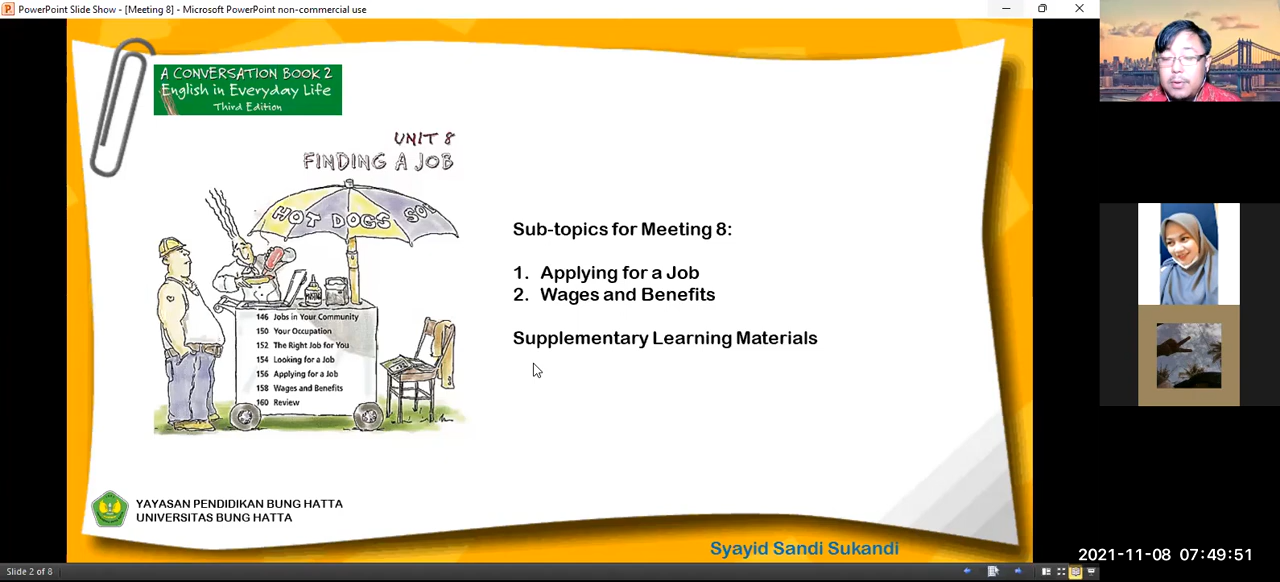 PowerPoint Slide Show - [Meeting 8] - Microsoft PowerPoint non-commercial use
A CONVERSATION BOOK 2
English in Everyday Life
Third Edition
UNIT 8
FINDING A JOB
HOT DOGS SO
MUSTARD
146 Jobs in Your Community
150 Your Occupation
152 The Right Job for You
154 Looking for a Job
156 Applying for a Job
158 Wages and Benefits
160 Review
Sub-topics for Meeting 8:
1. Applying for a Job
2. Wages and Benefits
Supplementary Learning Materials
YAYASAN PENDIDIKAN BUNG HATTA
UNIVERSITAS BUNG HATTA
Syayid Sandi Sukandi
2021-11-08 07:49:51
Slide 2 of 8